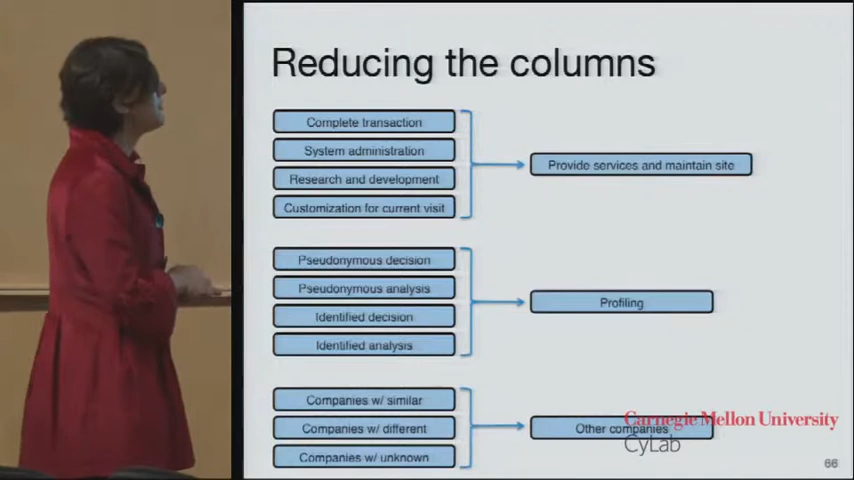 Reducing the columns
Complete transaction
System administration
Research and development
Customization for current visit
Provide services and maintain site
Pseudonymous decision
Pseudonymous analysis
Identified decision
Identified analysis
Profiling
Companies w/ similar
Companies w/ different
Companies w/ unknown
Other companies
Carnegie Mellon University
CyLab
66